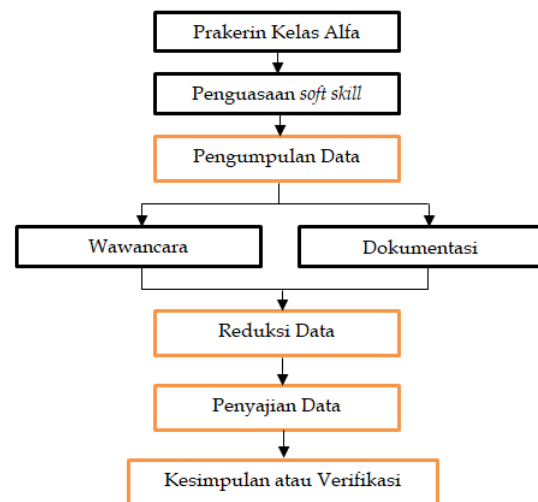 Prakerin Kelas Alfa
Penguasaan soft skill
Pengumpulan Data
Wawancara
Dokumentasi
Reduksi Data
Penyajian Data
Kesimpulan atau Verifikasi